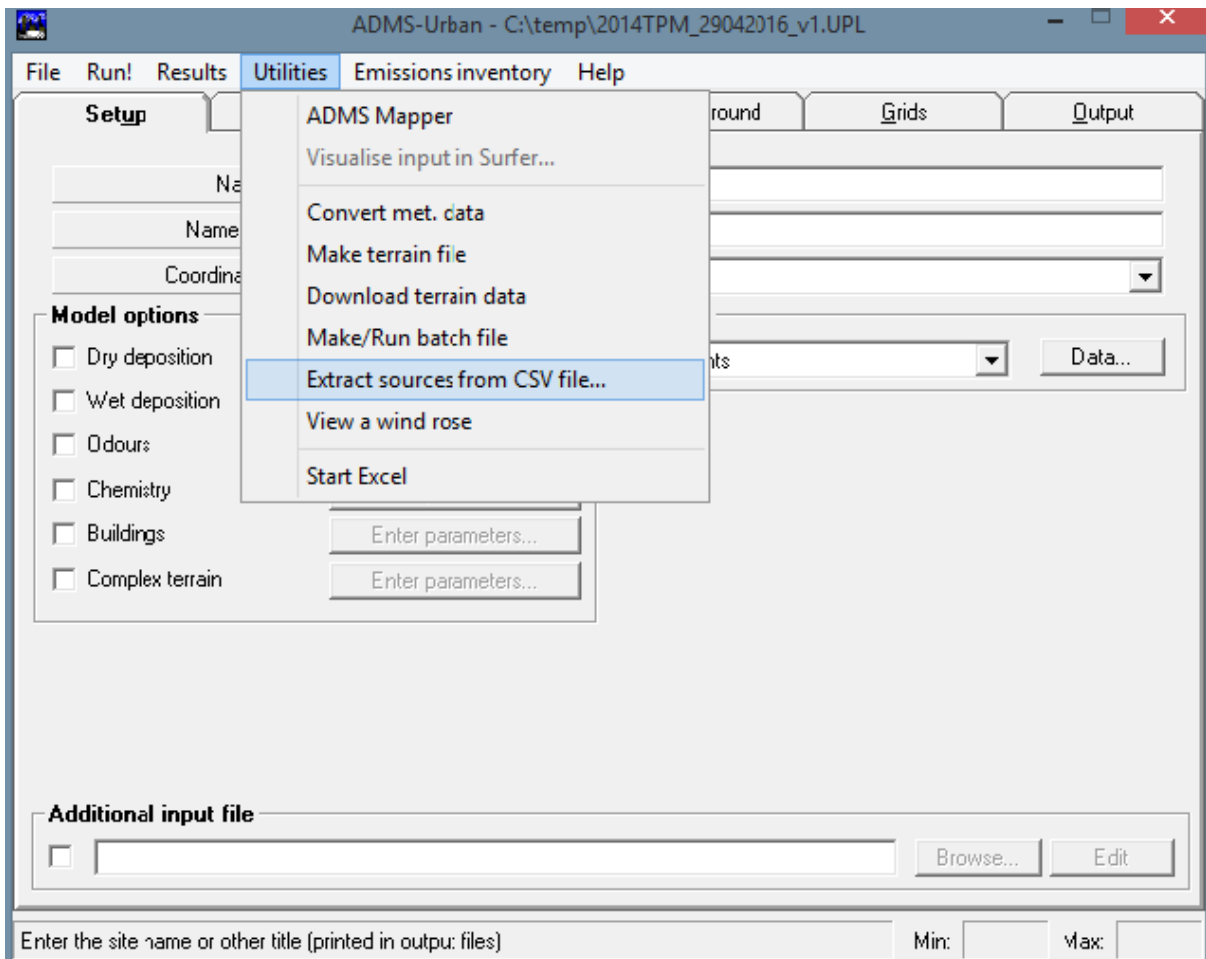 ADMS-Urban - C:\temp\2014TPM_29042016_v1.UPL
File Run! Results Utilities Emissions inventory Help
Setup round Grids Output
ADMS Mapper
Visualise input in Surfer...
Na
Convert met. data
Name
Make terrain file
Coordina
Download terrain data
Model options
Make/Run batch file
Dry deposition nts Data...
Extract sources from CSV file...
Wet deposition
View a wind rose
Odours
Start Excel
Chemistry
Buildings Enter parameters...
Complex terrain Enter parameters...
Additional input file
Browse... Edit
Enter the site name or other title (printed in output files) Min: Max: